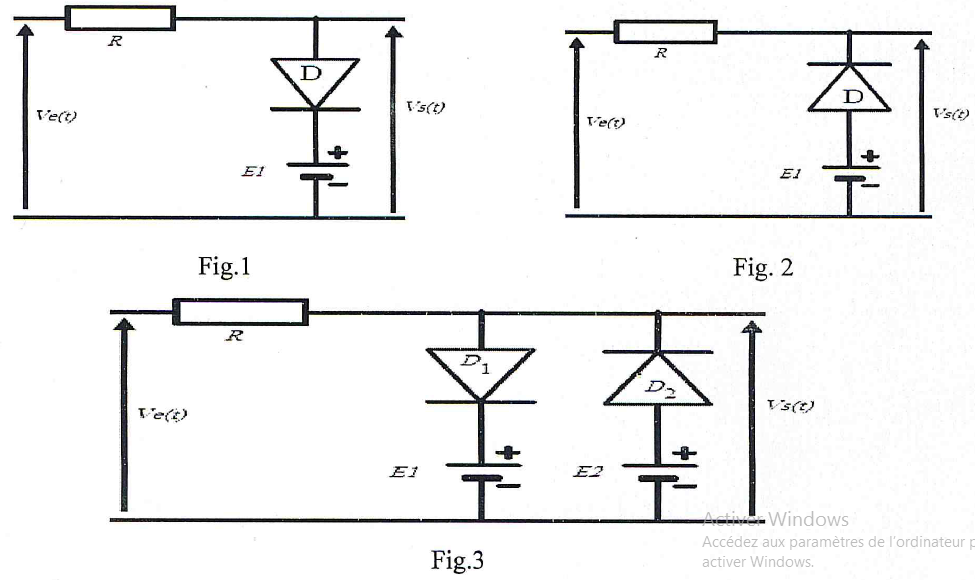 R
Ve(t)
D
+
E1
−
Vs(t)
Fig.1
R
Ve(t)
D
+
E1
−
Vs(t)
Fig. 2
R
Ve(t)
D1
+
E1
−
D2
+
E2
−
Vs(t)
Fig.3
Activer Windows
Accédez aux paramètres de l'ordinateur p
activer Windows.